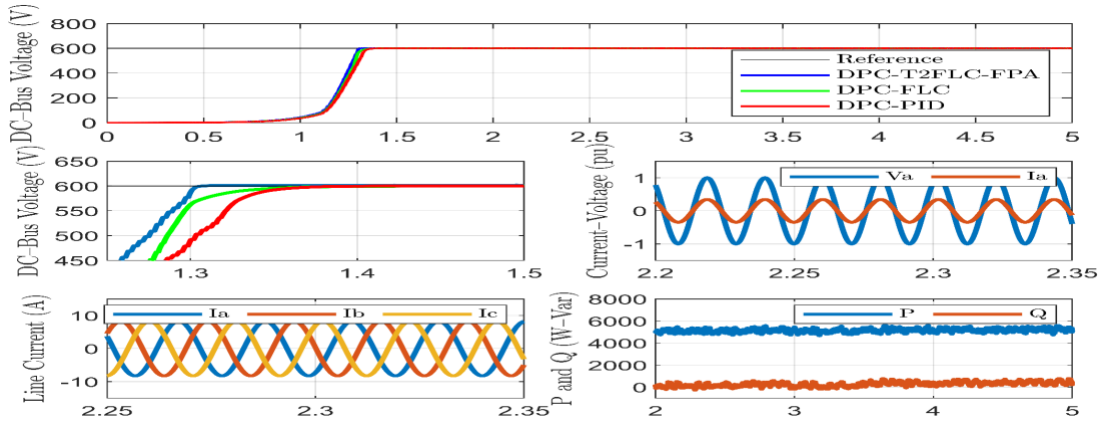 DC-Bus Voltage (V)
800
600
400
200
0
0 0.5 1 1.5 2 2.5 3 3.5 4 4.5 5
Reference
DPC-T2FLC-FPA
DPC-FLC
DPC-PID
DC-Bus Voltage (V)
650
600
550
500
450
1.3 1.4 1.5
Current-Voltage (pu)
1
0
-1
2.2 2.25 2.3 2.35
Va Ia
Line Current (A)
10
0
-10
2.25 2.3 2.35
Ia Ib Ic
P and Q (W-Var)
8000
6000
4000
2000
0
2 3 4 5
P Q